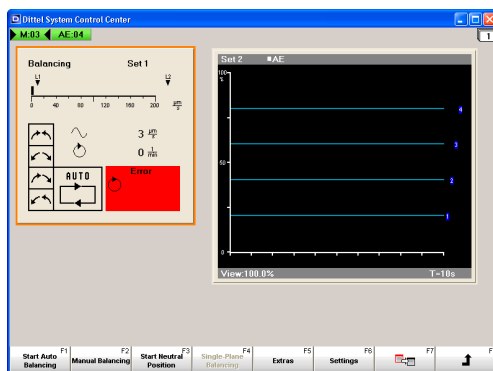 Dittel System Control Center
M:03 AE:04
1
Balancing Set 1
L1 L2
0 40 80 120 160 200 µm/s
3 µm/s
0 1/min
AUTO
Error
Set 2 AE
100
%
50
0
4
3
2
1
View:100.0% T=10s
F1 Start Auto Balancing
F2 Manual Balancing
F3 Start Neutral Position
F4 Single-Plane Balancing
F5 Extras
F6 Settings
F7
F